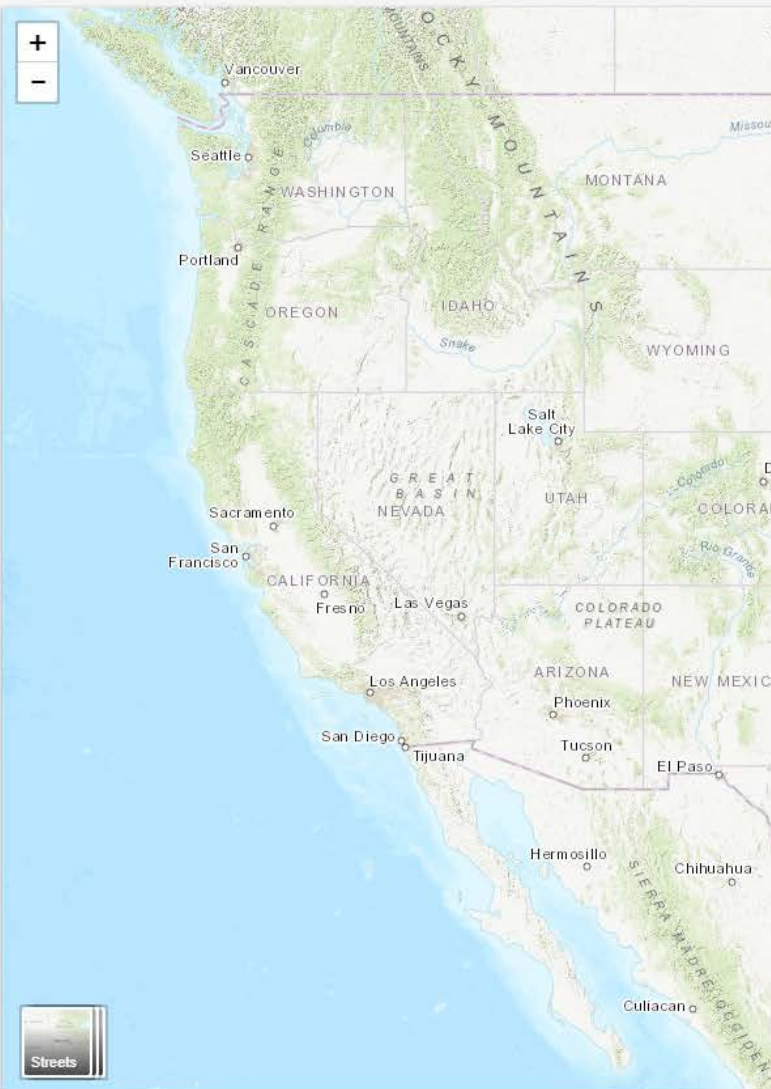 +
−
OCKY MOUNTAINS
MOUNTAINS
Vancouver
Columbia
Missou
Seattle
WASHINGTON
MONTANA
CASCADE RANGE
Portland
OREGON
IDAHO
Snake
WYOMING
Salt
Lake City
GREAT
BASIN
NEVADA
UTAH
Colorado
D
COLORA
Sacramento
San
Francisco
Rio Grande
CALIFORNIA
Fresno
Las Vegas
COLORADO
PLATEAU
ARIZONA
NEW MEXIC
Los Angeles
Phoenix
San Diego
Tijuana
Tucson
El Paso
Hermosillo
Chihuahua
SIERRA MADRE OCCIDEN
Culiacan
Streets